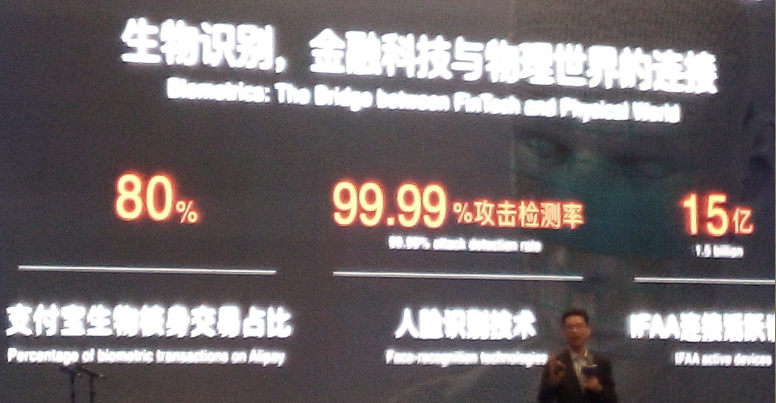 生物识别，金融科技与物理世界的连接
Biometrics: The Bridge between FinTech and Physical World
80%
99.99%攻击检测率
99.99% attack detection rate
15亿
1.5 billion
支付宝生物核身交易占比
Percentage of biometric transactions on Alipay
人脸识别技术
Face-recognition technologies
IFAA连接活跃
IFAA active devices